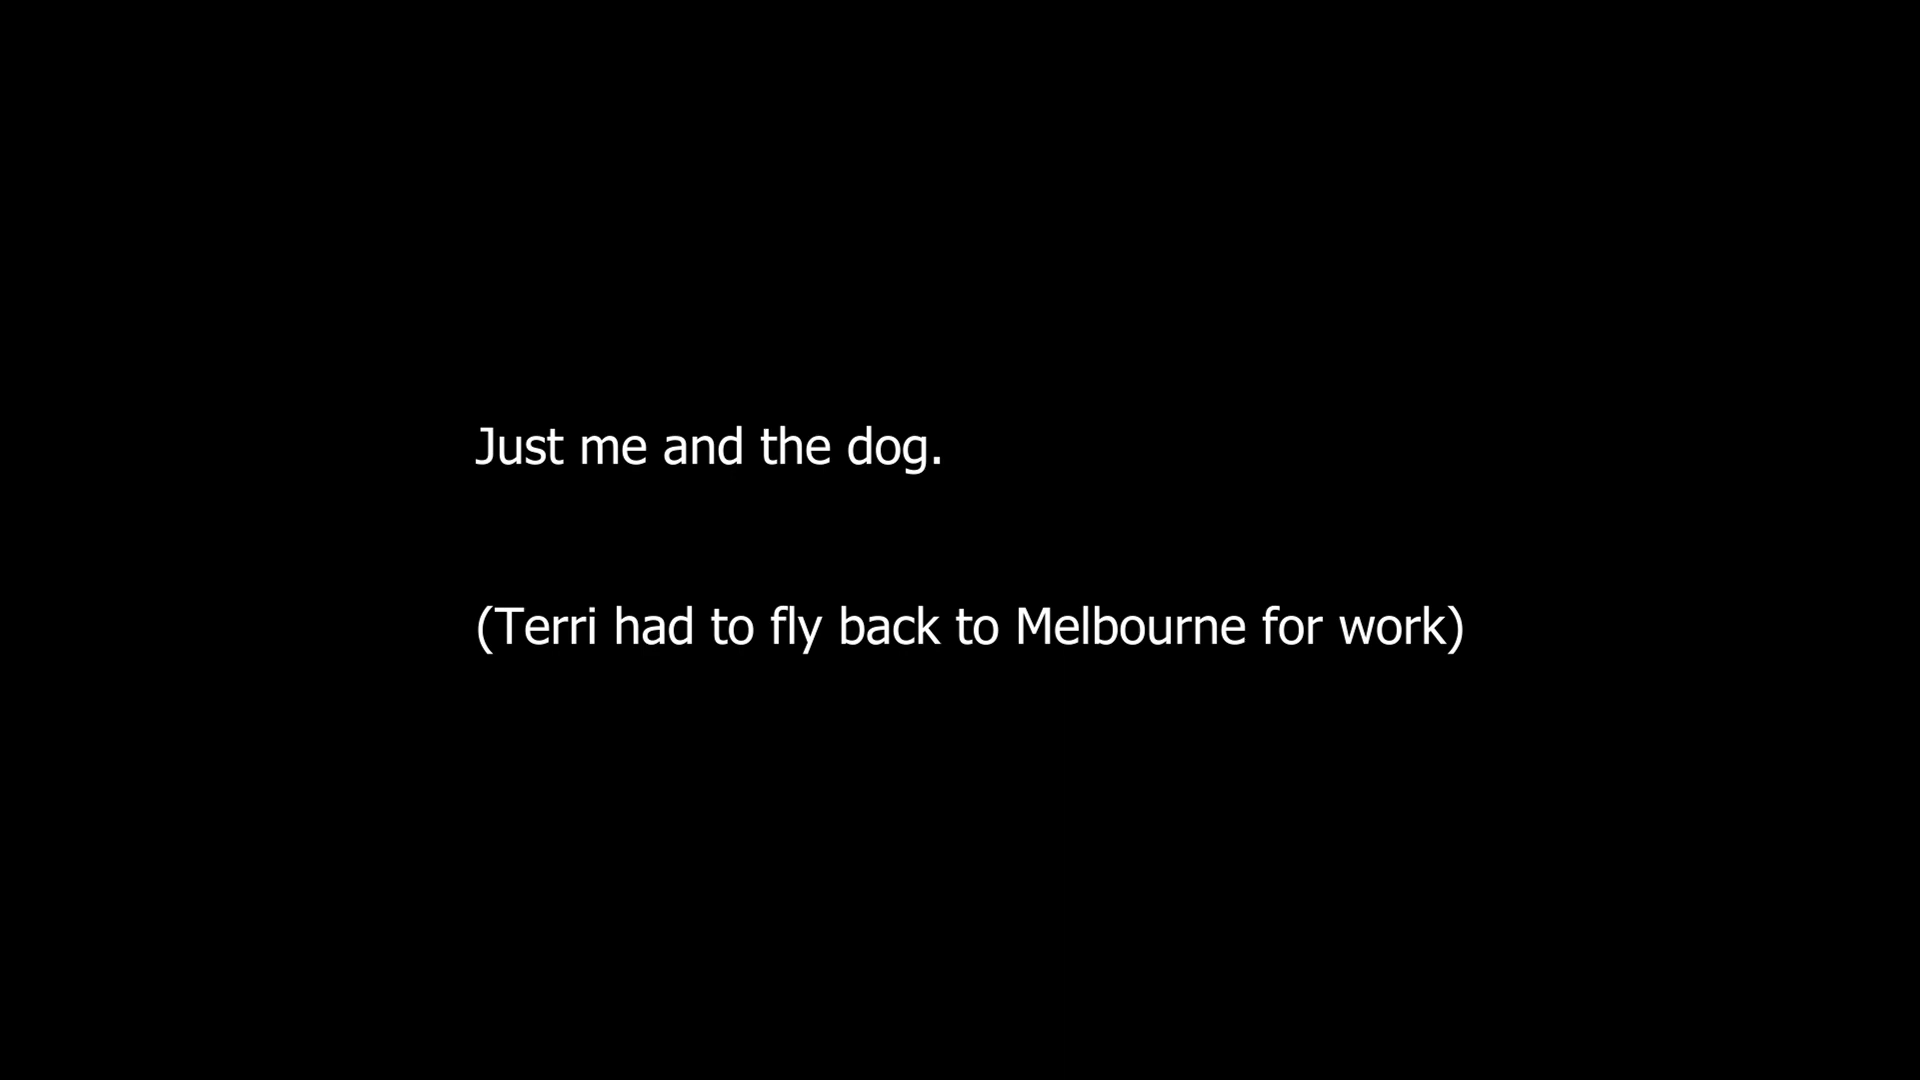 Just me and the dog.
(Terri had to fly back to Melbourne for work)